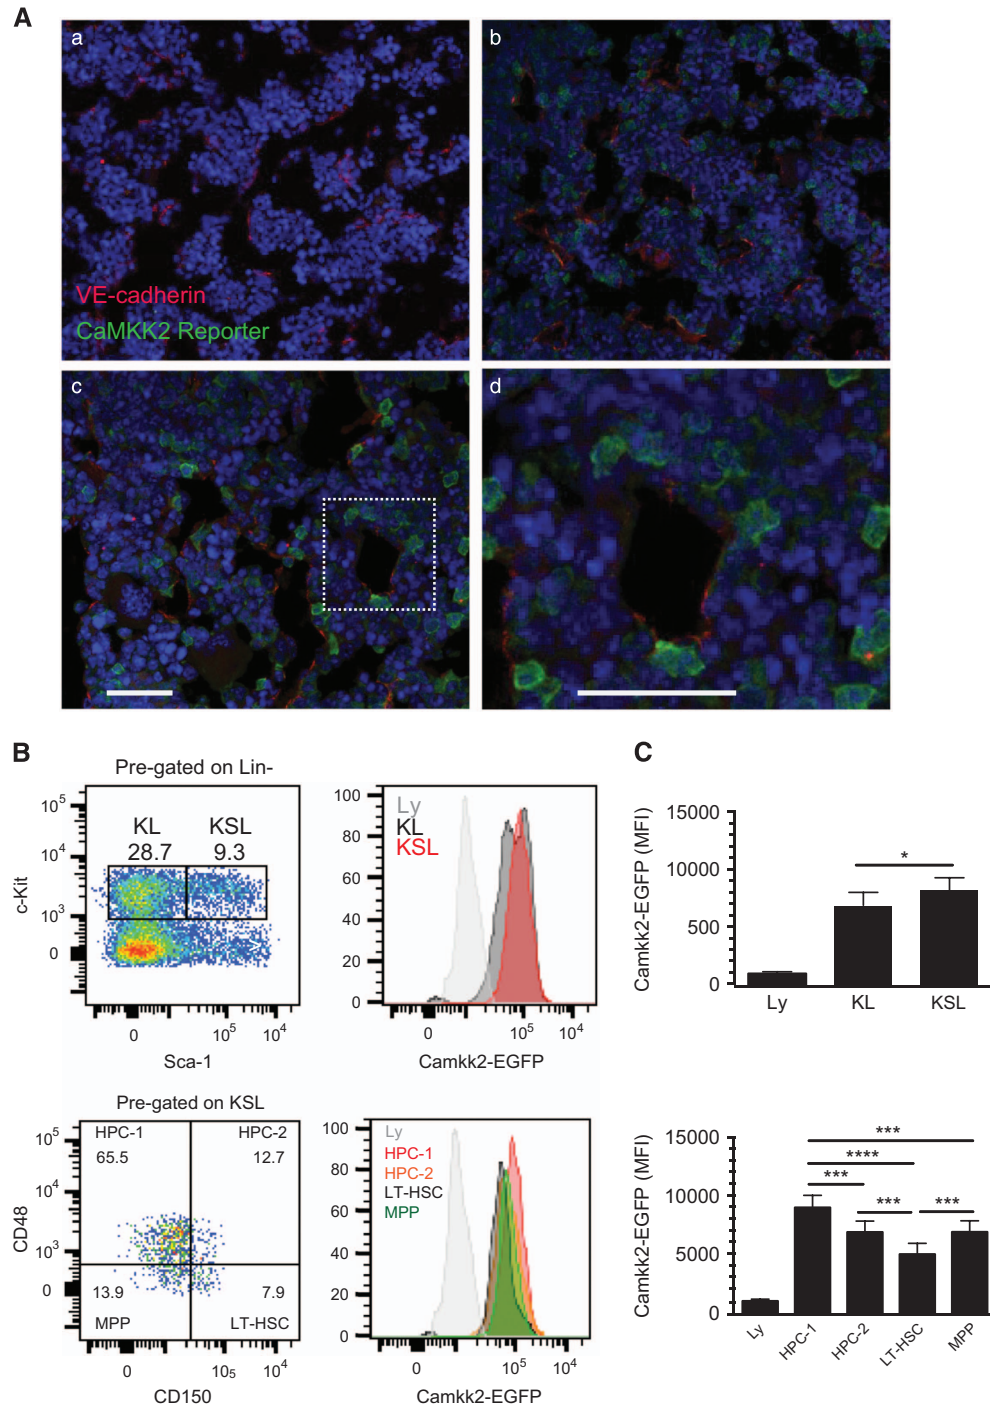 A
a
b
VE-cadherin
CaMKK2 Reporter
c
d
B
Pre-gated on Lin-
10^5
10^4
10^3
0
c-Kit
KL
28.7
KSL
9.3
0
10^5
10^4
Sca-1
100
80
60
40
20
0
Ly
KL
KSL
0
10^5
10^4
Camkk2-EGFP
C
Camkk2-EGFP (MFI)
15000
10000
500
0
*
Ly
KL
KSL
Pre-gated on KSL
10^5
10^4
10^3
0
CD48
HPC-1
65.5
HPC-2
12.7
13.9
MPP
7.9
LT-HSC
0
10_5
10^4
CD150
100
80
60
40
20
0
Ly
HPC-1
HPC-2
LT-HSC
MPP
0
10^5
10^4
Camkk2-EGFP
Camkk2-EGFP (MFI)
15000
10000
5000
0
***
****
***
***
***
Ly
HPC-1
HPC-2
LT-HSC
MPP